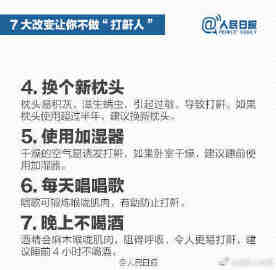 7大改变让你不做“打鼾人”
@人民日报
PEOPLE'S DAILY
4. 换个新枕头
枕头易积灰、滋生螨虫，引起过敏，导致打鼾。如果
枕头使用超过半年，建议换新枕头。
5. 使用加湿器
干燥的空气易诱发打鼾，如果卧室干燥，建议睡前使
用加湿器。
6. 每天唱唱歌
唱歌可锻炼喉咙肌肉，有助防止打鼾。
7. 晚上不喝酒
酒精会麻木喉咙肌肉，阻碍呼吸，令人更易打鼾，建
议睡前4小时不喝酒。
@人民日报